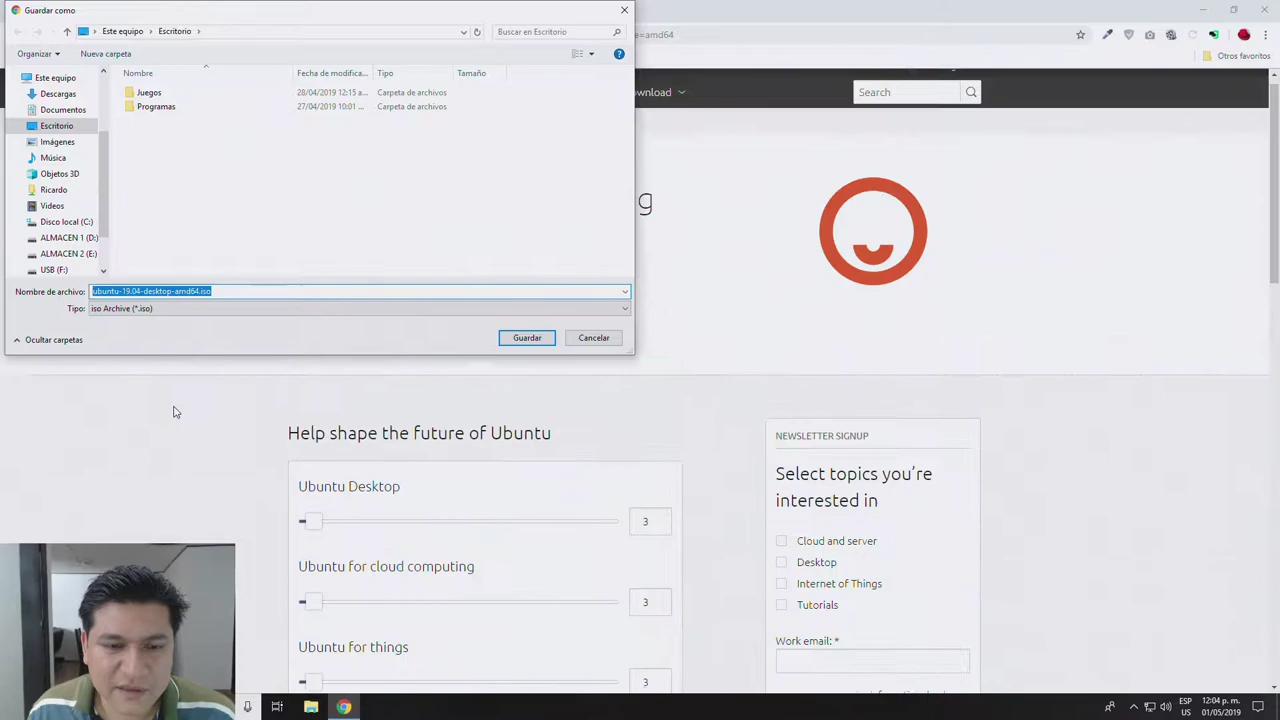 Guardar como
Este equipo > Escritorio >
Buscar en Escritorio
=amd64
Organizar
Nueva carpeta
Otros favoritos
Este equipo
Descargas
Documentos
Escritorio
Imágenes
Música
Objetos 3D
Ricardo
Videos
Disco local (C:)
ALMACEN 1 (D:)
ALMACEN 2 (E:)
USB (F:)
Nombre
Fecha de modifica...
Tipo
Tamaño
Juegos
28/04/2019 12:15 a...
Carpeta de archivos
Programas
27/04/2019 10:01 ...
Carpeta de archivos
Nombre de archivo:
ubuntu-19.04-desktop-amd64.iso
Tipo:
iso Archive (*.iso)
Ocultar carpetas
Guardar
Cancelar
ownload
Search
g
Help shape the future of Ubuntu
Ubuntu Desktop
3
Ubuntu for cloud computing
3
Ubuntu for things
3
NEWSLETTER SIGNUP
Select topics you’re
interested in
Cloud and server
Desktop
Internet of Things
Tutorials
Work email: *
ESP
US
12:04 p. m.
01/05/2019